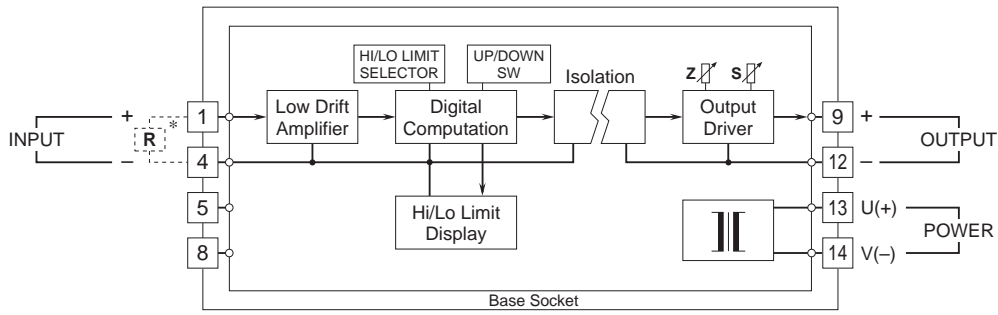 HI/LO LIMIT
SELECTOR
UP/DOWN
SW
Isolation
Z
S
INPUT
+
–
R
*
1
4
5
8
Low Drift
Amplifier
Digital
Computation
Output
Driver
Hi/Lo Limit
Display
9
12
13
14
+
–
OUTPUT
U(+)
V(–)
POWER
Base Socket